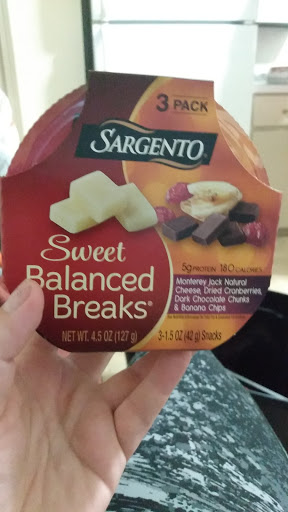 3 PACK
SARGENTO
Sweet
Balanced
Breaks®
5g PROTEIN 180 CALORIES
Monterey Jack Natural
Cheese, Dried Cranberries,
Dark Chocolate Chunks
& Banana Chips
NET WT. 4.5 OZ (127 g)
3-1.5 OZ (42 g) Snacks